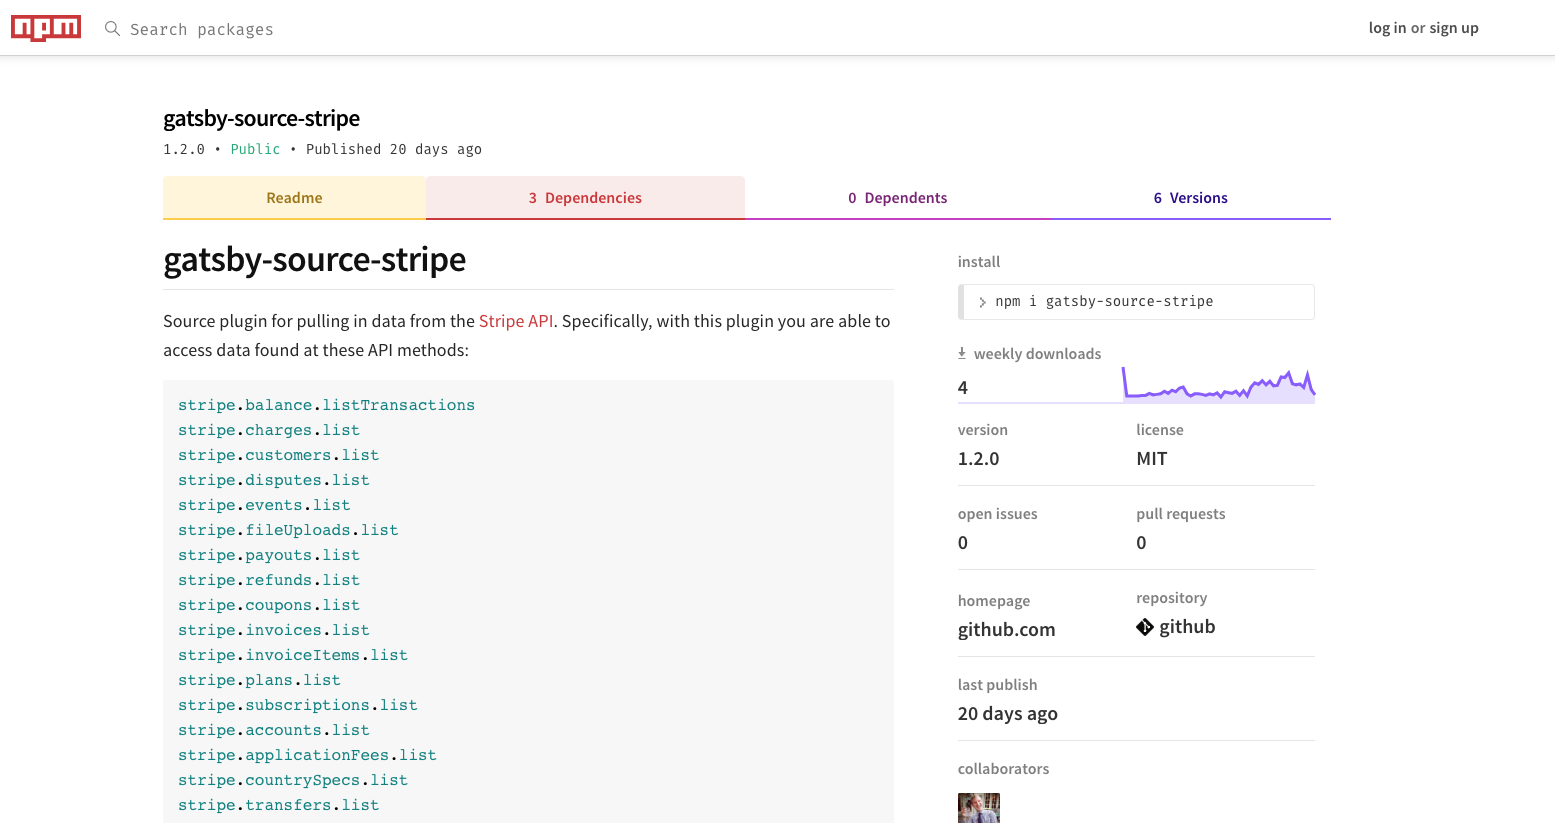 npm
Search packages
log in or sign up
gatsby-source-stripe
1.2.0 • Public • Published 20 days ago
Readme
3 Dependencies
0 Dependents
6 Versions
gatsby-source-stripe
Source plugin for pulling in data from the Stripe API. Specifically, with this plugin you are able to
access data found at these API methods:
stripe.balance.listTransactions
stripe.charges.list
stripe.customers.list
stripe.disputes.list
stripe.events.list
stripe.fileUploads.list
stripe.payouts.list
stripe.refunds.list
stripe.coupons.list
stripe.invoices.list
stripe.invoiceItems.list
stripe.plans.list
stripe.subscriptions.list
stripe.accounts.list
stripe.applicationFees.list
stripe.countrySpecs.list
stripe.transfers.list
install
> npm i gatsby-source-stripe
weekly downloads
4
version
1.2.0
license
MIT
open issues
0
pull requests
0
homepage
github.com
repository
github
last publish
20 days ago
collaborators